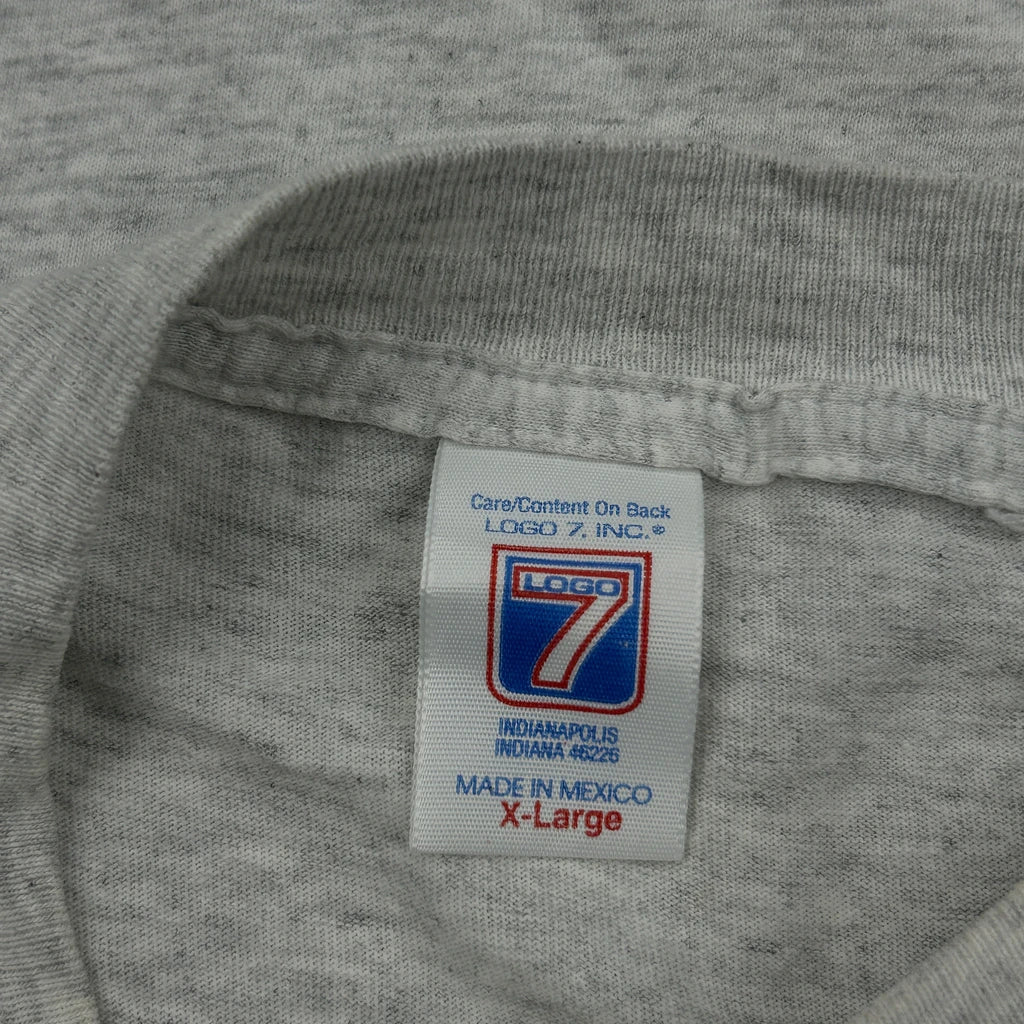 Care/Content On Back
LOGO 7, INC.®
LOGO
7
INDIANAPOLIS
INDIANA 46226
MADE IN MEXICO
X-Large